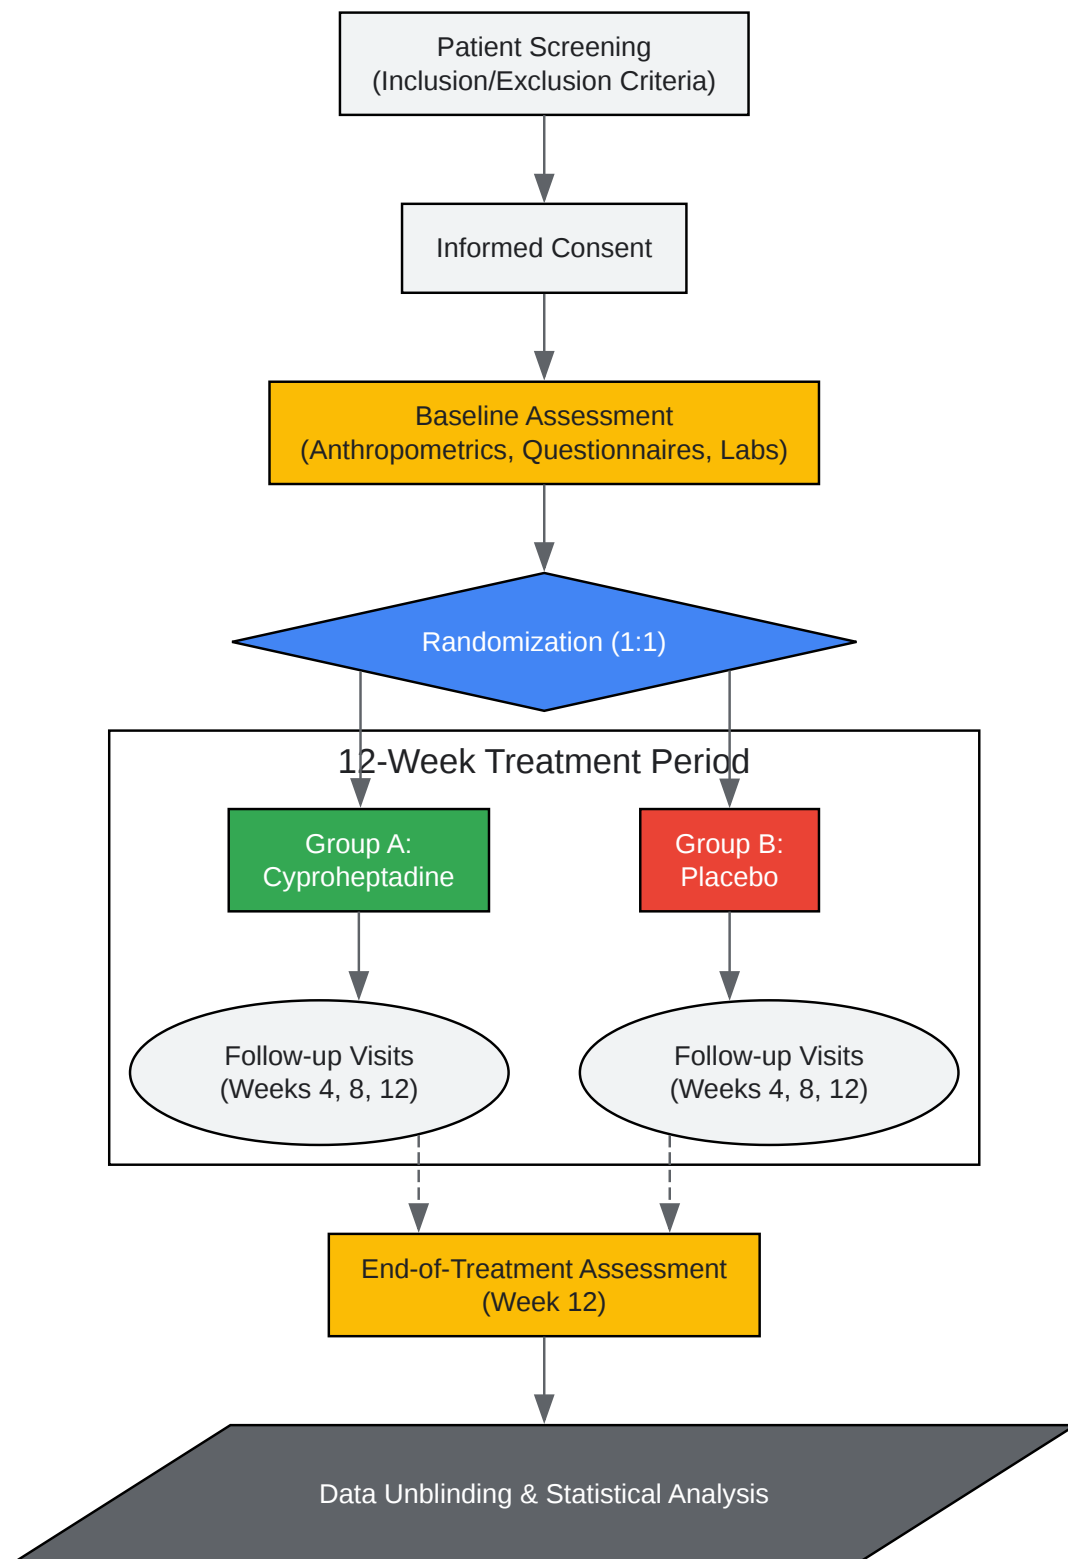 Patient Screening
(Inclusion/Exclusion Criteria)
Informed Consent
Baseline Assessment
(Anthropometrics, Questionnaires, Labs)
Randomization (1:1)
12-Week Treatment Period
Group A:
Cyproheptadine
Group B:
Placebo
Follow-up Visits
(Weeks 4, 8, 12)
Follow-up Visits
(Weeks 4, 8, 12)
End-of-Treatment Assessment
(Week 12)
Data Unblinding & Statistical Analysis